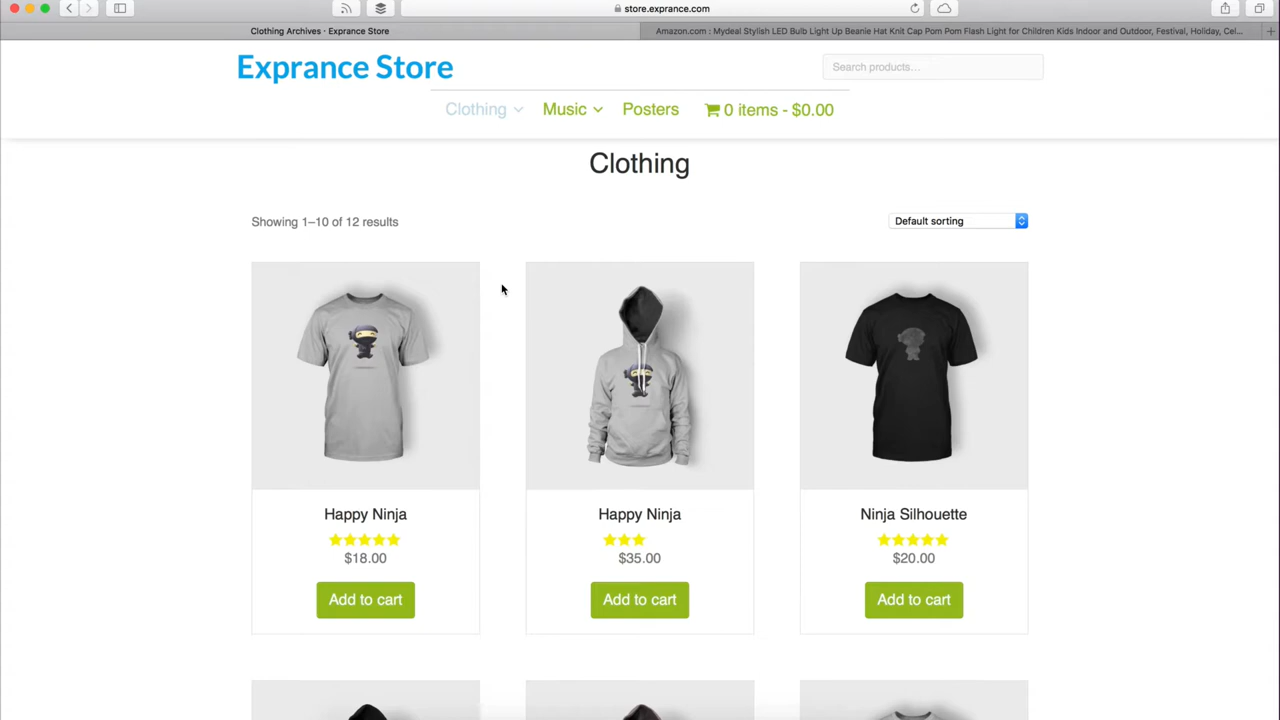 store.exprance.com
Clothing Archives · Exprance Store
Amazon.com : Mydeal Stylish LED Bulb Light Up Beanie Hat Knit Cap Pom Pom Flash Light for Children Kids Indoor and Outdoor, Festival, Holiday, Cel...
Exprance Store
Search products...
Clothing Music Posters 0 items - $0.00
Clothing
Showing 1–10 of 12 results
Default sorting
Happy Ninja
$18.00
Add to cart
Happy Ninja
$35.00
Add to cart
Ninja Silhouette
$20.00
Add to cart